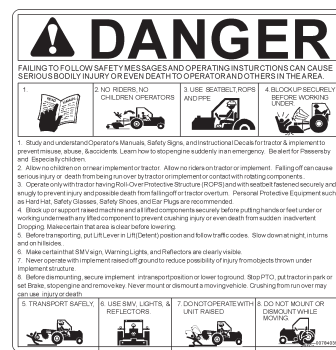 DANGER
FAILING TO FOLLOW SAFETY MESSAGES AND OPERATING INSTURCTIONS CAN CAUSE
SERIOUS BODILY INJURY OR EVEN DEATH TO OPERATOR AND OTHERS IN THE AREA.
1.
2. NO RIDERS, NO
CHILDREN OPERATORS
3. USE SEATBELT,ROPS
AND PPE
4. BLOCK UP SECURELY
BEFORE WORKING
UNDER
1. Study and understand Operator's Manuals, Safety Signs, and Instructional Decals for tractor & implement to
prevent misuse, abuse, & accidents. Learn how to stop engine suddenly in an emergency. Be alert for Passersby
and Especially children.
2. Allow no children on or near implement or tractor. Allow no riders on tractor or implement. Falling off can cause
serious injury or death from being run over by tractor or implement or contact with rotating components.
3. Operate only with tractor having Roll-Over Protective Structure (ROPS) and with seatbelt fastened securely and
snugly to prevent injury and possible death from falling off or tractor overturn. Personal Protective Equipment such
as Hard Hat, Safety Glasses, Safety Shoes, and Ear Plugs are recommended.
4. Block up or support raised machine and all lifted components securely before putting hands or feet under or
working underneath any lifted component to prevent crushing injury or even death from sudden inadvertent
Dropping. Make certain that area is clear before lowering.
5. Before transporting, put Lift Lever in Lift(Detent) position and follow traffic codes. Slow down at night, in turns
and on hillsides.
6. Make certain that SMV sign, Warning Lights, and Reflectors are clearly visible.
7. Never operate with implement raised off ground to reduce possibility of injury from objects thrown under
Implement structure.
8. Before dismounting, secure implement in transport position or lower to ground. Stop PTO, put tractor in park or
set Brake, stop engine and remove key. Never mount or dismount a moving vehicle. Crushing from run over may
can use injury or death
5. TRANSPORT SAFELY,
6. USE SMV, LIGHTS, &
REFLECTORS.
7. DO NOT OPERATE WITH
UNIT RAISED
8. DO NOT MOUNT OR
DISMOUNT WHILE
MOVING